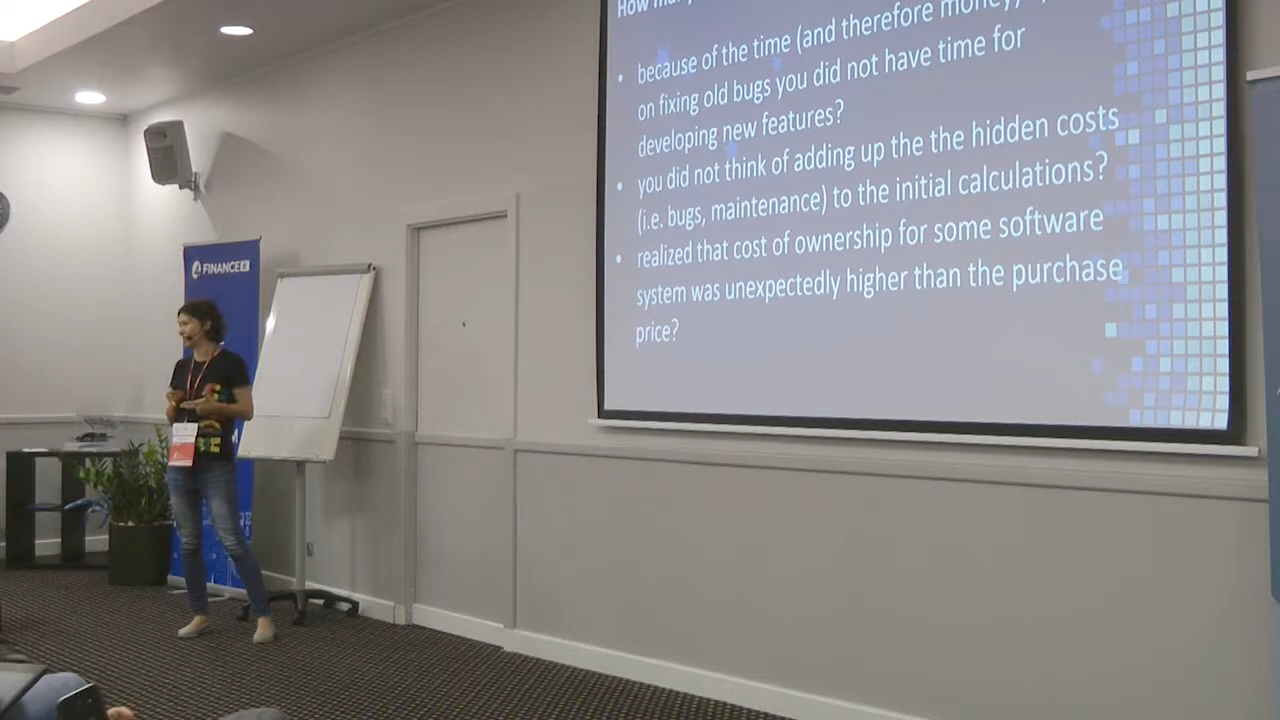 How many
because of the time (and therefore money)
on fixing old bugs you did not have time for
developing new features?
you did not think of adding up the the hidden costs
(i.e. bugs, maintenance) to the initial calculations?
realized that cost of ownership for some software
system was unexpectedly higher than the purchase
price?
FINANCE